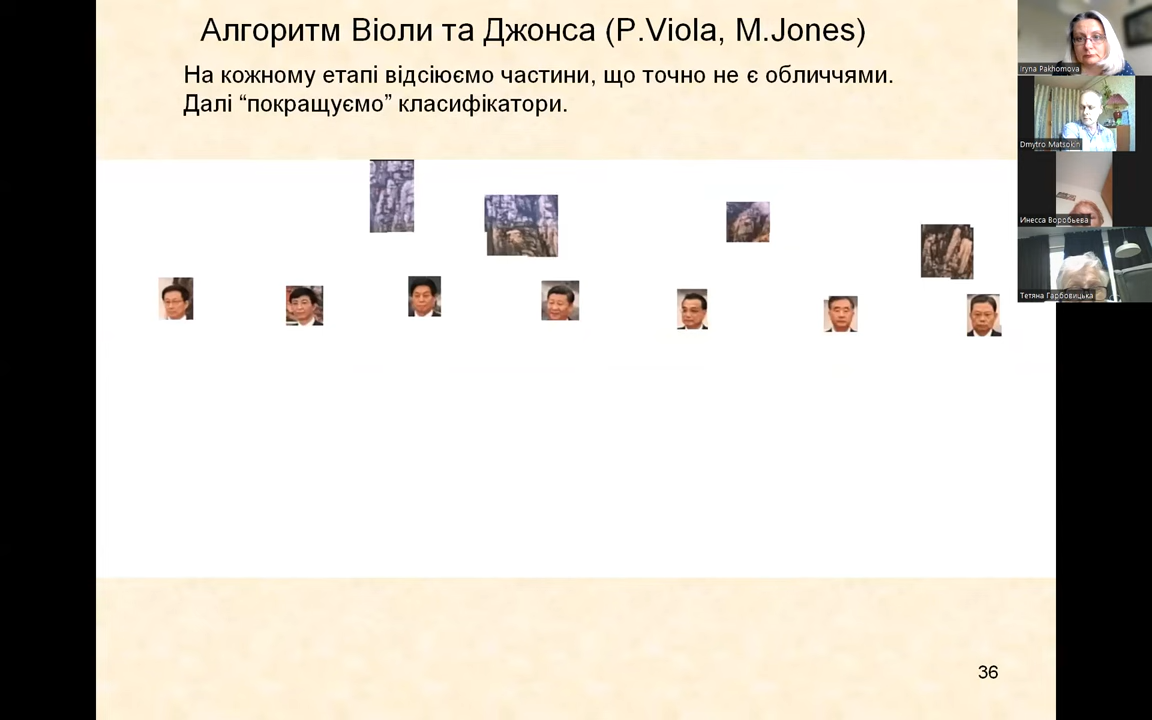 Алгоритм Віоли та Джонса (P.Viola, M.Jones)
На кожному етапі відсіюємо частини, що точно не є обличчями.
Далі “покращуємо” класифікатори.
Iryna Pakhomova
Dmytro Matsokin
Инесса Воробьева
Тетяна Гарбовицька
36